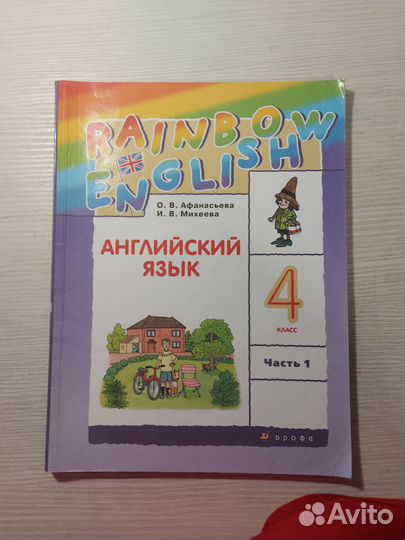 RAINBOW
ENGLISH
О. В. Афанасьева
И. В. Михеева
АНГЛИЙСКИЙ
ЯЗЫК
4
КЛАСС
Часть 1
дрофа
Avito